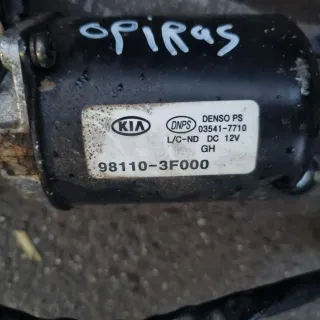 OPIRAS
KIA DNPS DENSO PS
03541-7710
L/C-ND DC 12V
GH
98110-3F000